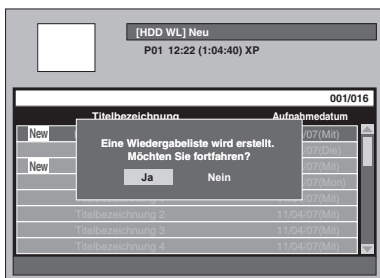 [HDD WL] Neu
P01 12:22 (1:04:40) XP
001/016
Titelbezeichnung Aufnahmedatum
New /07(Mit)
Eine Wiedergabeliste wird erstellt.
Möchten Sie fortfahren?
Ja Nein
/07(Die)
New /07(Mit)
/07(Mon)
Titelbezeichnung 2 11/04/07(Mit)
Titelbezeichnung 3 11/04/07(Mit)
Titelbezeichnung 4 11/04/07(Mit)